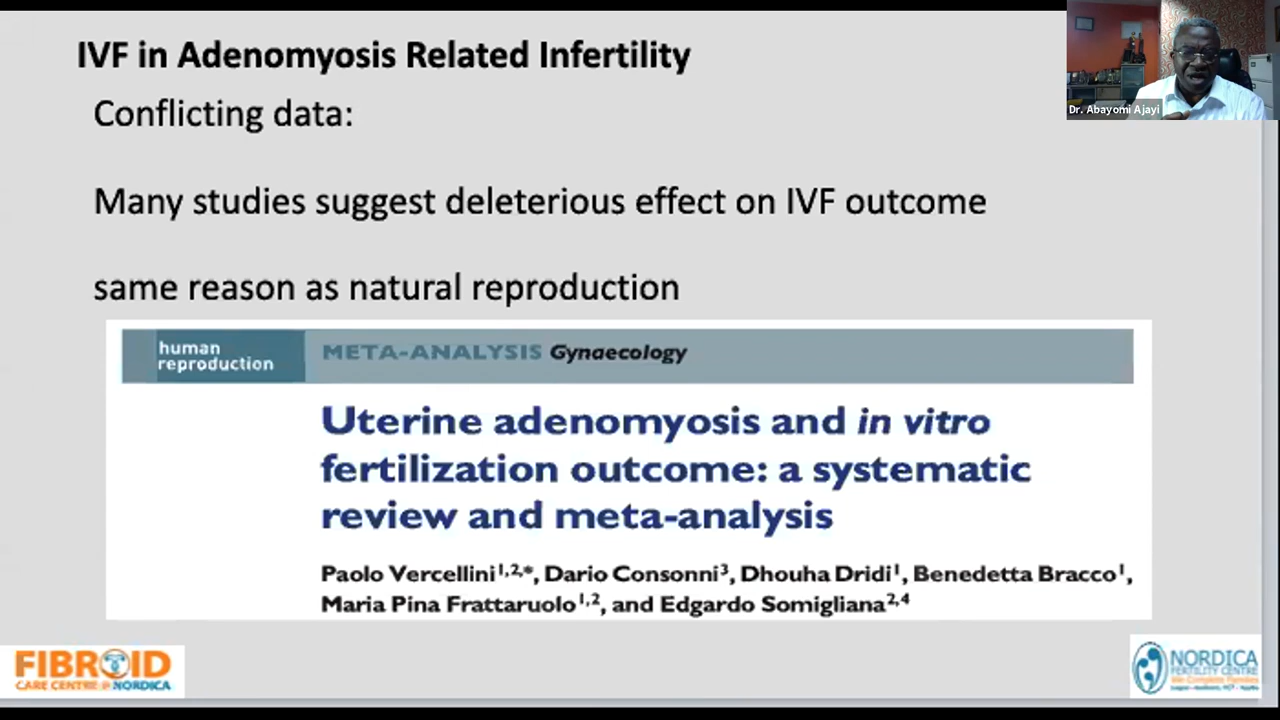 IVF in Adenomyosis Related Infertility
Dr. Abayomi Ajayi
Conflicting data:
Many studies suggest deleterious effect on IVF outcome
same reason as natural reproduction
human
reproduction
META-ANALYSIS Gynaecology
Uterine adenomyosis and in vitro
fertilization outcome: a systematic
review and meta-analysis
Paolo Vercellini1,2,*, Dario Consonni3, Dhouha Dridi1, Benedetta Bracco1,
Maria Pina Frattaruolo1,2, and Edgardo Somigliana2,4
FIBROID
CARE CENTRE@NORDICA
NORDICA
FERTILITY CENTRE